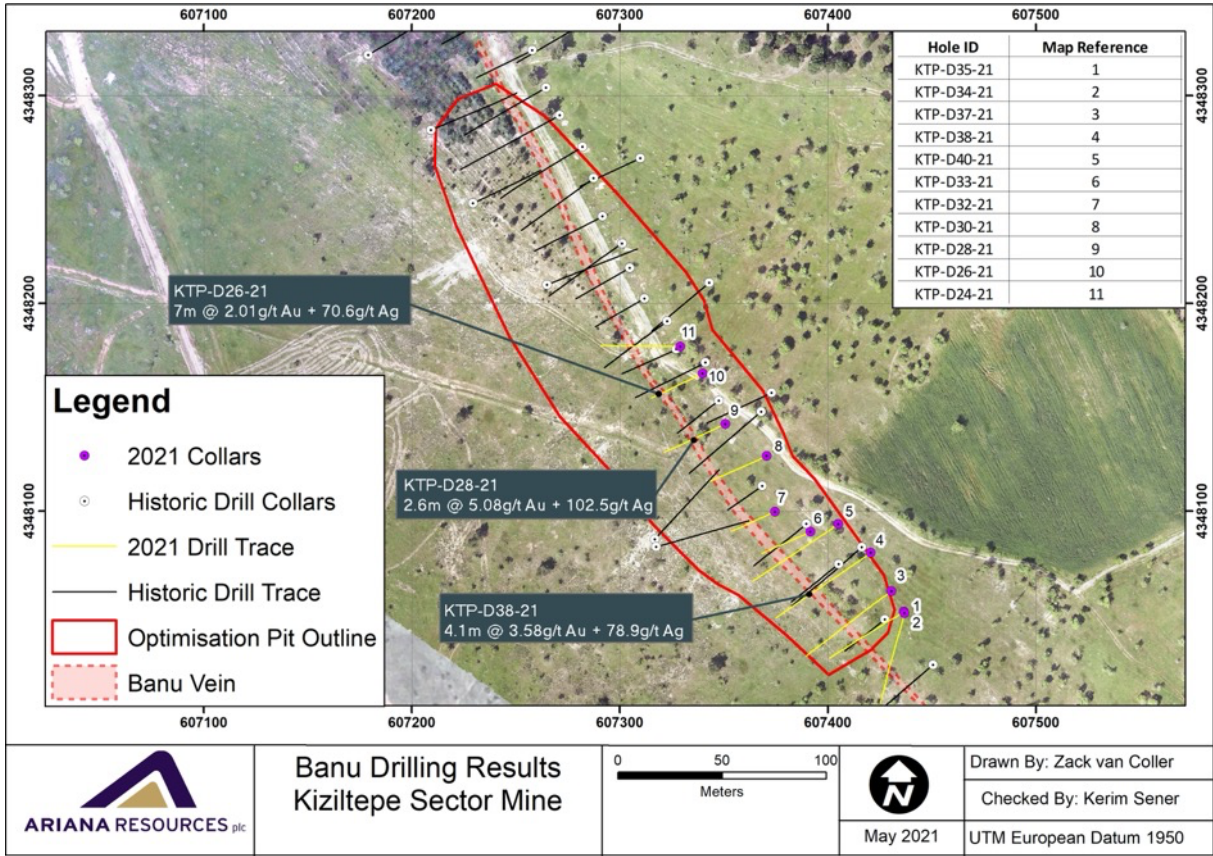 607100 607200 607300 607400 607500
4348300
4348200
4348100
4348300
4348200
4348100
Hole ID Map Reference
KTP-D35-21 1
KTP-D34-21 2
KTP-D37-21 3
KTP-D38-21 4
KTP-D40-21 5
KTP-D33-21 6
KTP-D32-21 7
KTP-D30-21 8
KTP-D28-21 9
KTP-D26-21 10
KTP-D24-21 11
KTP-D26-21
7m @ 2.01g/t Au + 70.6g/t Ag
11
10
9
8
KTP-D28-21
2.6m @ 5.08g/t Au + 102.5g/t Ag
7
6
5
4
KTP-D38-21
4.1m @ 3.58g/t Au + 78.9g/t Ag
3
1
2
Legend
2021 Collars
Historic Drill Collars
2021 Drill Trace
Historic Drill Trace
Optimisation Pit Outline
Banu Vein
607100 607200 607300 607400 607500
ARIANA RESOURCES plc
Banu Drilling Results
Kiziltepe Sector Mine
0 50 100
Meters
N
May 2021
Drawn By: Zack van Coller
Checked By: Kerim Sener
UTM European Datum 1950